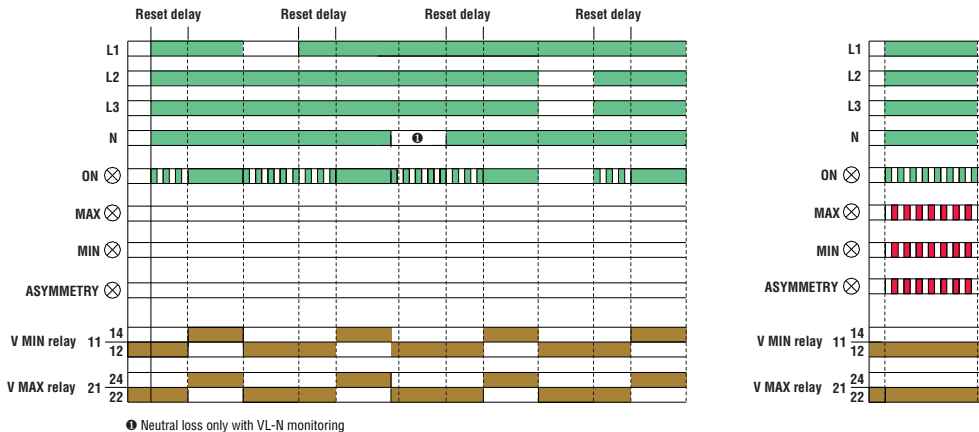 Reset delay Reset delay Reset delay Reset delay
L1 L1
L2 L2
L3 L3
N ❶ N
ON ON
MAX MAX
MIN MIN
ASYMMETRY ASYMMETRY
V MIN relay 11 14 12 V MIN relay 11 14 12
V MAX relay 21 24 22 V MAX relay 21 24 22
❶ Neutral loss only with VL-N monitoring